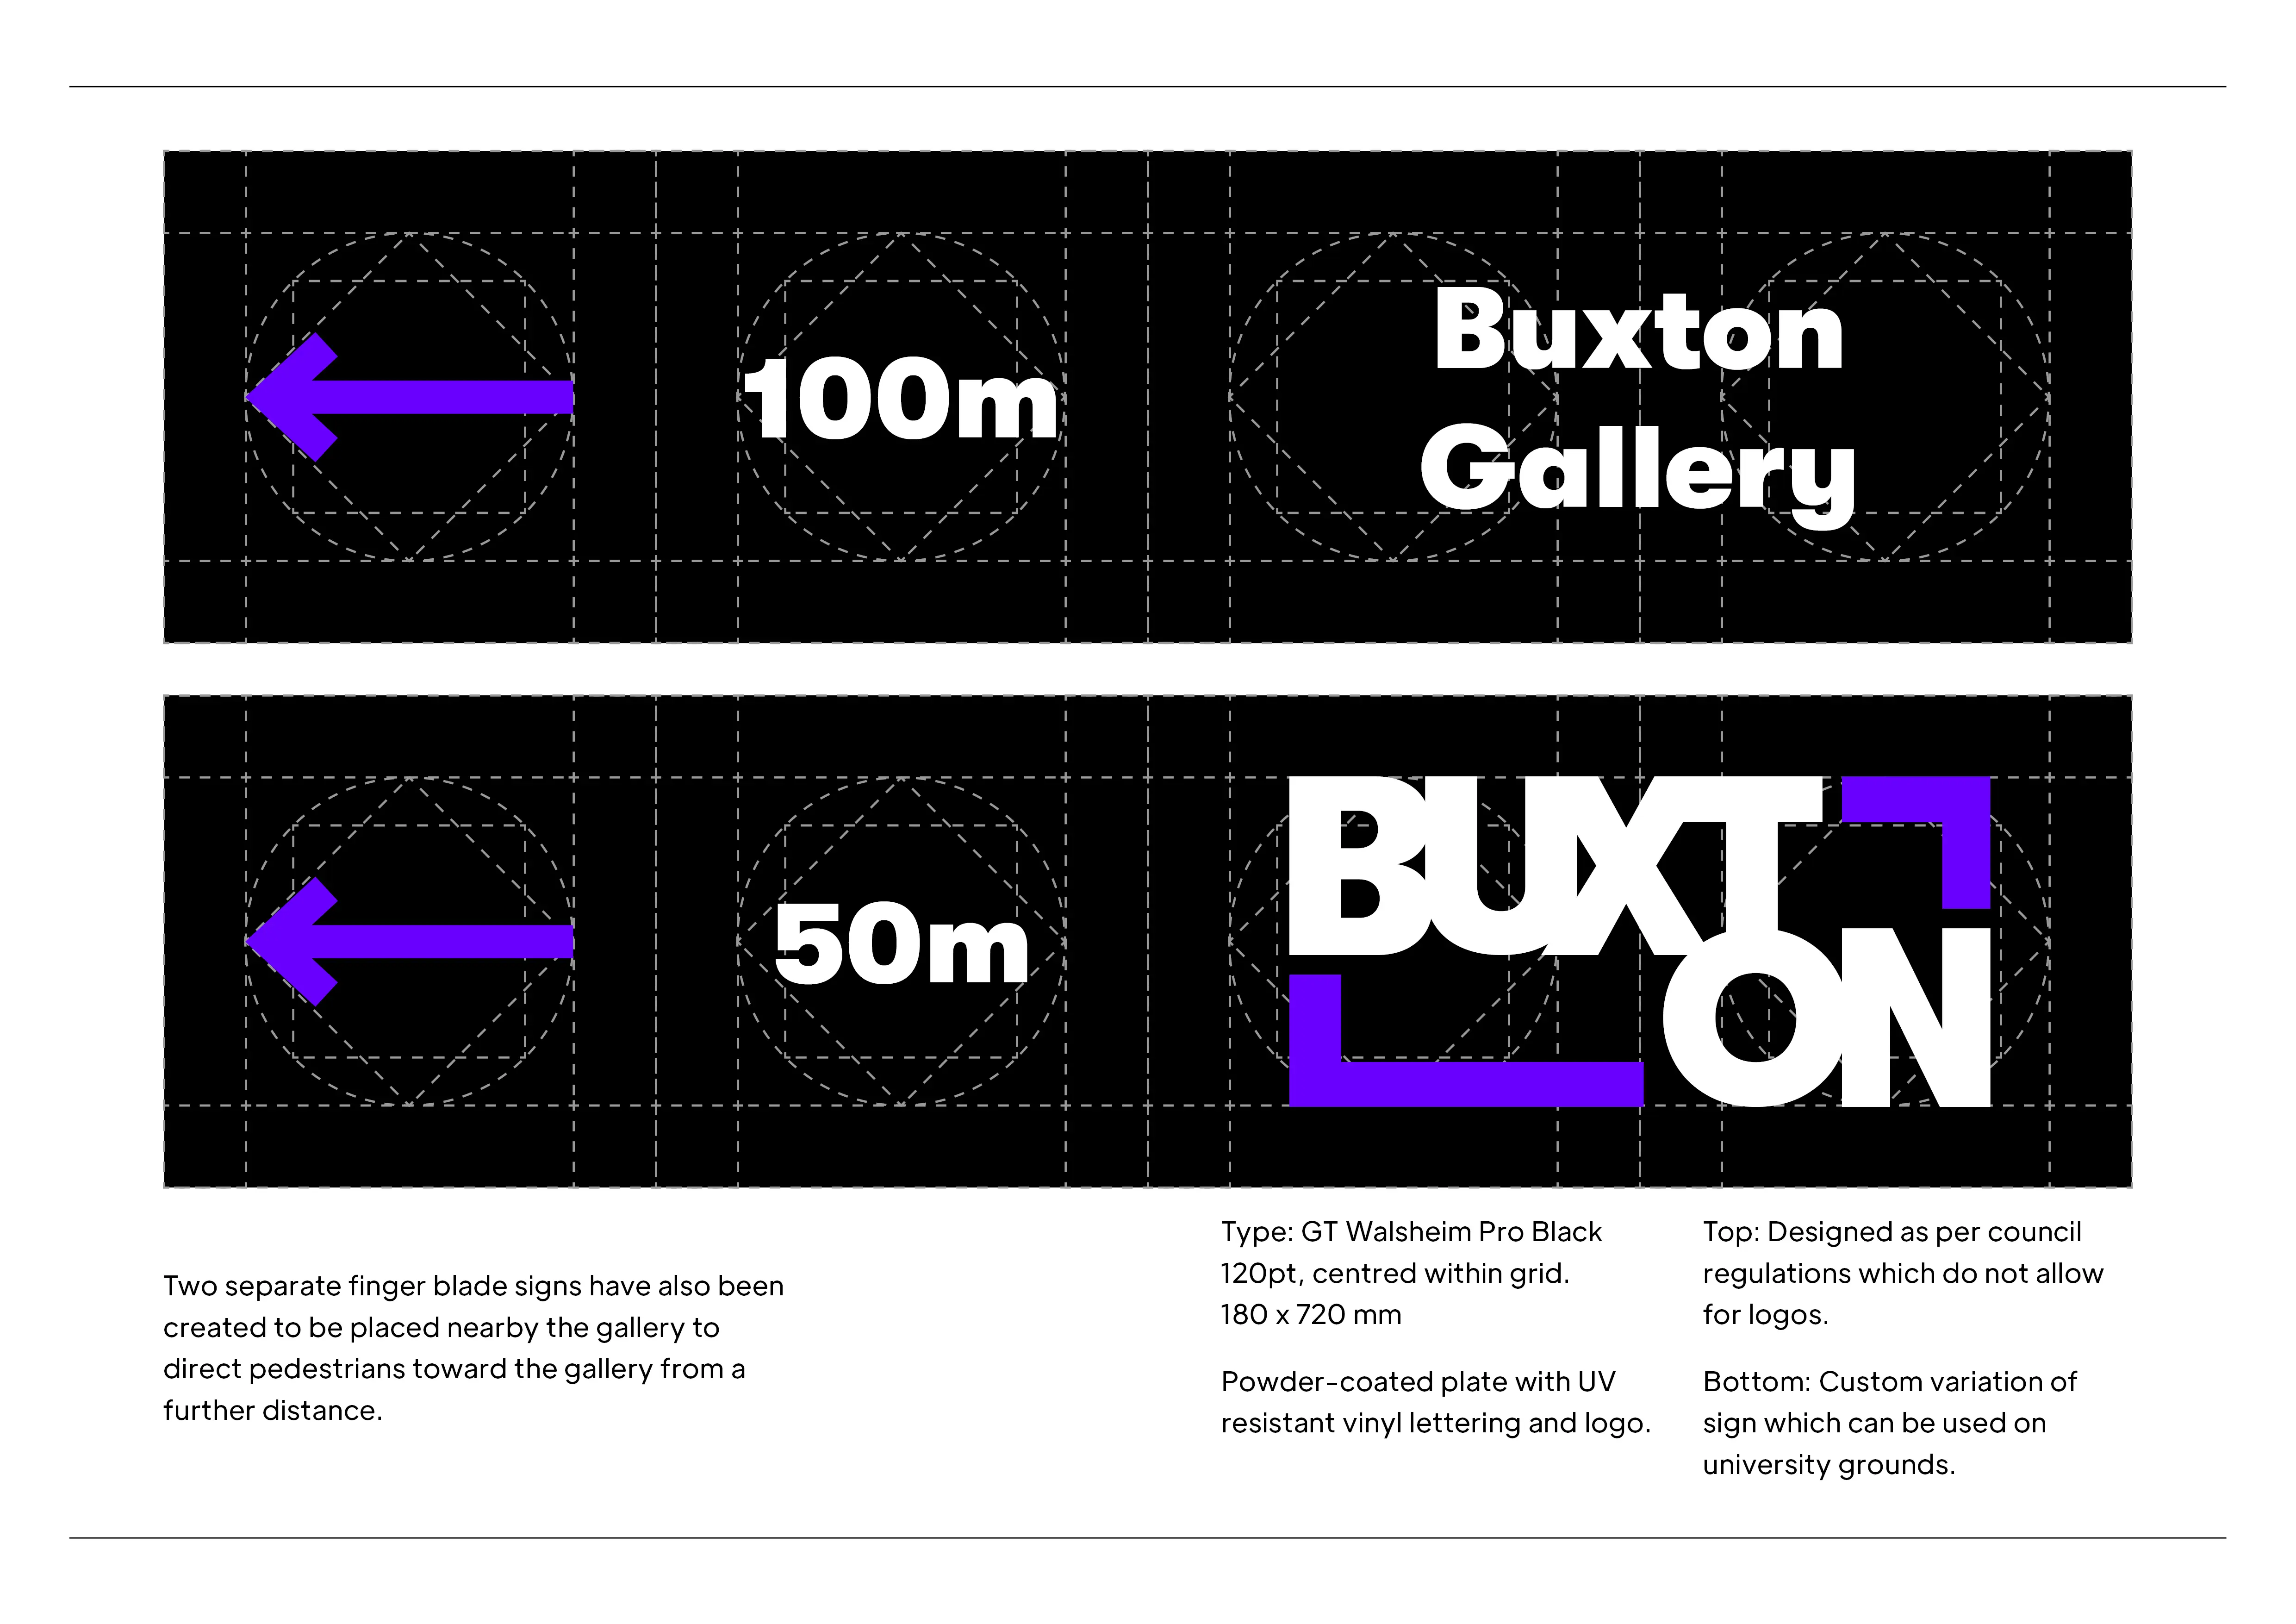 100m
Buxton
Gallery
50m
BUXT
ON
Two separate finger blade signs have also been
created to be placed nearby the gallery to
direct pedestrians toward the gallery from a
further distance.
Type: GT Walsheim Pro Black
120pt, centred within grid.
180 x 720 mm
Powder-coated plate with UV
resistant vinyl lettering and logo.
Top: Designed as per council
regulations which do not allow
for logos.
Bottom: Custom variation of
sign which can be used on
university grounds.